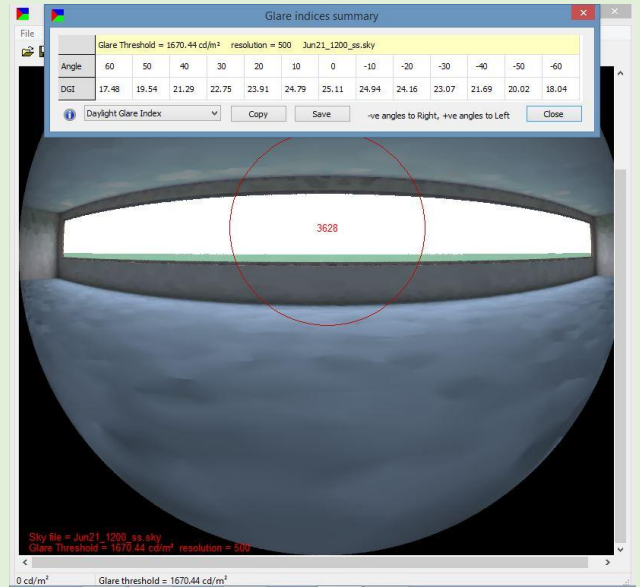 Glare indices summary
File
Glare Threshold = 1670.44 cd/m² resolution = 500 Jun21_1200_ss.sky
Angle 60 50 40 30 20 10 0 -10 -20 -30 -40 -50 -60
DGI 17.48 19.54 21.29 22.75 23.91 24.79 25.11 24.94 24.16 23.07 21.69 20.02 18.04
Daylight Glare Index Copy Save -ve angles to Right, +ve angles to Left Close
3628
Sky file = Jun21_1200_ss.sky
Glare Threshold = 1670.44 cd/m² resolution = 500
0 cd/m² Glare threshold = 1670.44 cd/m²